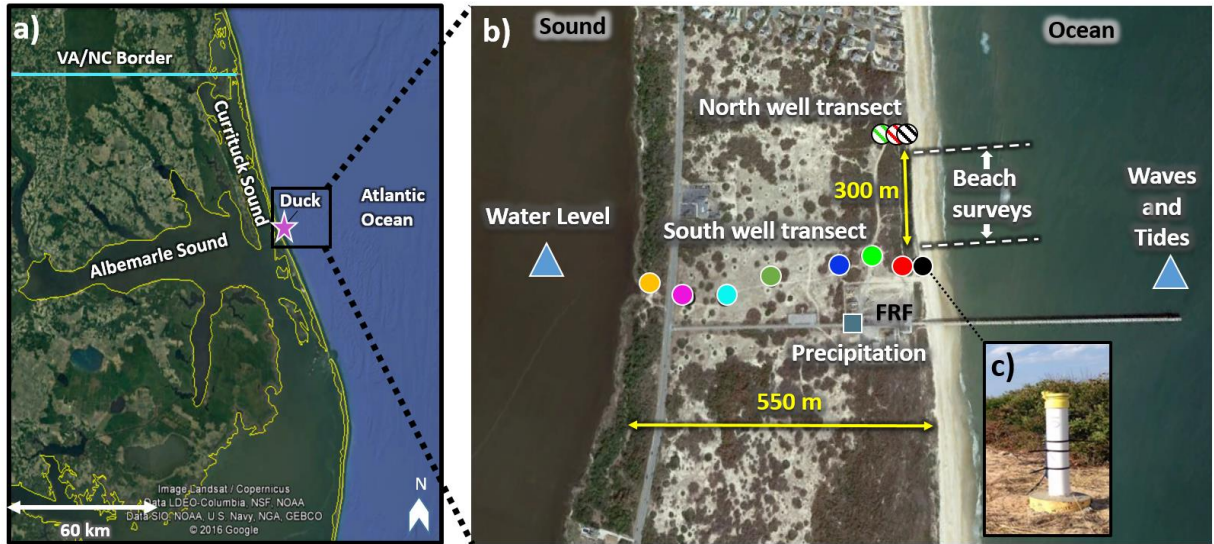 a)
VA/NC Border
Currituck Sound
Duck
Atlantic
Ocean
Albemarle Sound
N
Image Landsat / Copernicus
Data LDEO-Columbia, NSF, NOAA
Data SIO, NOAA, U.S. Navy, NGA, GEBCO
© 2016 Google
60 km
b)
Sound
Ocean
North well transect
300 m
Beach
surveys
Waves
and
Tides
Water Level
South well transect
FRF
Precipitation
550 m
c)